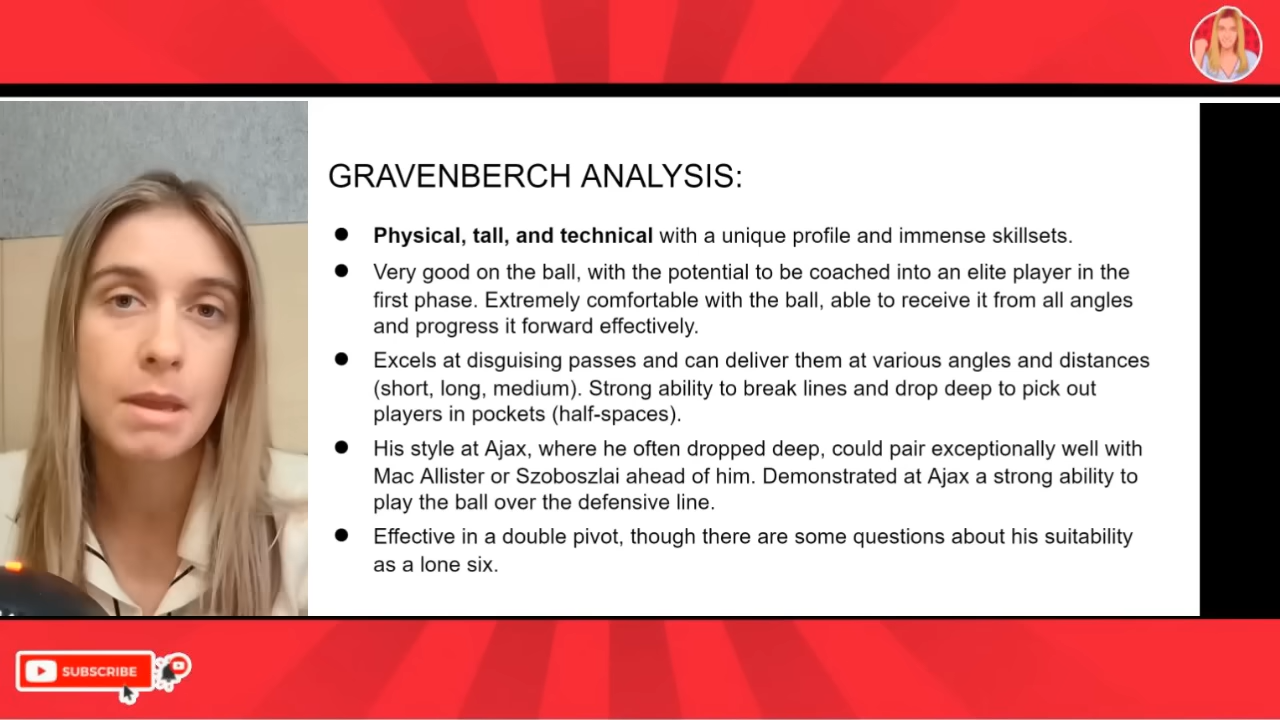 GRAVENBERCH ANALYSIS:
● Physical, tall, and technical with a unique profile and immense skillsets.
● Very good on the ball, with the potential to be coached into an elite player in the
first phase. Extremely comfortable with the ball, able to receive it from all angles
and progress it forward effectively.
● Excels at disguising passes and can deliver them at various angles and distances
(short, long, medium). Strong ability to break lines and drop deep to pick out
players in pockets (half-spaces).
● His style at Ajax, where he often dropped deep, could pair exceptionally well with
Mac Allister or Szoboszlai ahead of him. Demonstrated at Ajax a strong ability to
play the ball over the defensive line.
● Effective in a double pivot, though there are some questions about his suitability
as a lone six.
SUBSCRIBE